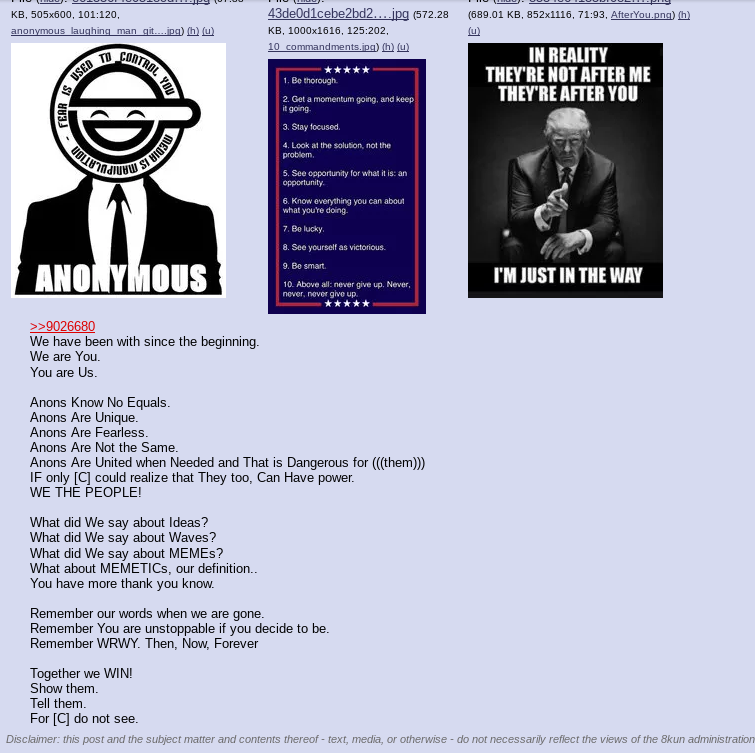 KB, 505x600, 101:120,
anonymous_laughing_man_git….jpg) (h) (u)
FEAR IS USED TO CONTROL YOU - MEDIA IS MANIPULATION -
ANONYMOUS
43de0d1cebe2bd2….jpg (572.28
KB, 1000x1616, 125:202,
10_commandments.jpg) (h) (u)
★★★★★
1. Be thorough.
2. Get a momentum going, and keep
it going.
3. Stay focused.
4. Look at the solution, not the
problem.
5. See opportunity for what it is: an
opportunity.
6. Know everything you can about
what you're doing.
7. Be lucky.
8. See yourself as victorious.
9. Be smart.
10. Above all: never give up. Never,
never, never give up.
★★★★★
(689.01 KB, 852x1116, 71:93, AfterYou.png) (h)
(u)
IN REALITY
THEY'RE NOT AFTER ME
THEY'RE AFTER YOU
I'M JUST IN THE WAY
>>9026680
We have been with since the beginning.
We are You.
You are Us.
Anons Know No Equals.
Anons Are Unique.
Anons Are Fearless.
Anons Are Not the Same.
Anons Are United when Needed and That is Dangerous for (((them)))
IF only [C] could realize that They too, Can Have power.
WE THE PEOPLE!
What did We say about Ideas?
What did We say about Waves?
What did We say about MEMEs?
What about MEMETICs, our definition..
You have more thank you know.
Remember our words when we are gone.
Remember You are unstoppable if you decide to be.
Remember WRWY. Then, Now, Forever
Together we WIN!
Show them.
Tell them.
For [C] do not see.
Disclaimer: this post and the subject matter and contents thereof - text, media, or otherwise - do not necessarily reflect the views of the 8kun administration